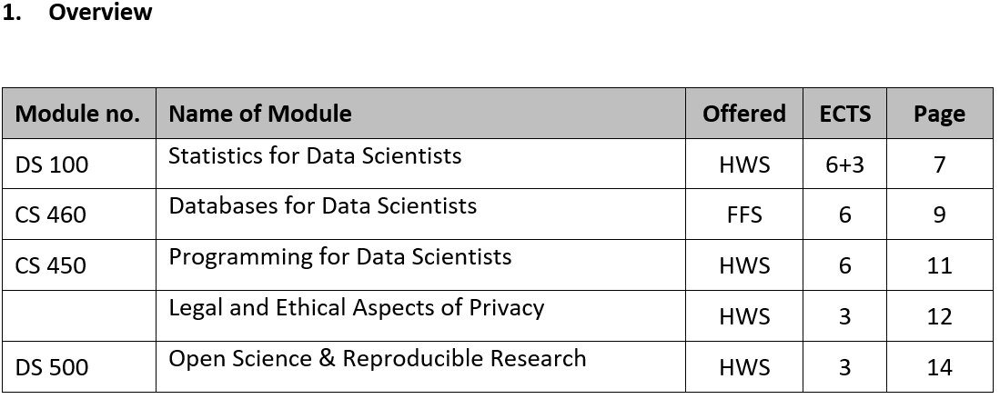 1. Overview
Module no. Name of Module Offered ECTS Page
DS 100 Statistics for Data Scientists HWS 6+3 7
CS 460 Databases for Data Scientists FFS 6 9
CS 450 Programming for Data Scientists HWS 6 11
Legal and Ethical Aspects of Privacy HWS 3 12
DS 500 Open Science & Reproducible Research HWS 3 14